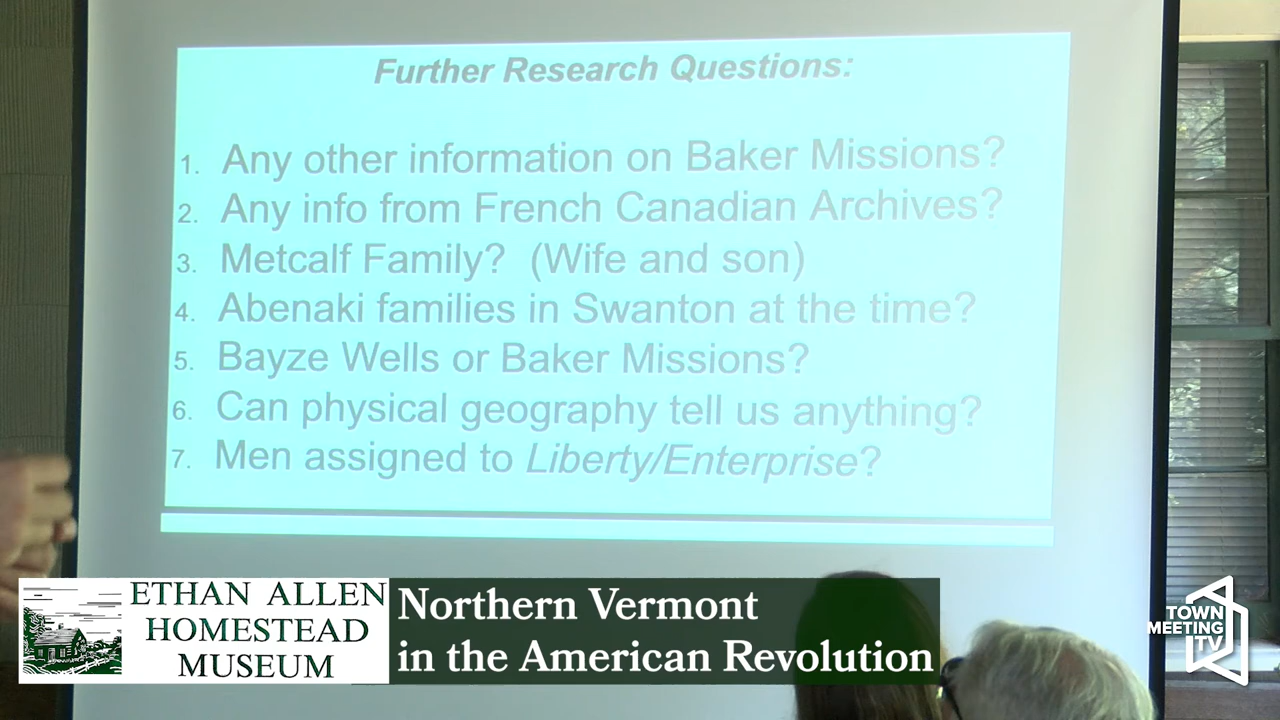 Further Research Questions:
1. Any other information on Baker Missions?
2. Any info from French Canadian Archives?
3. Metcalf Family? (Wife and son)
4. Abenaki families in Swanton at the time?
5. Bayze Wells or Baker Missions?
6. Can physical geography tell us anything?
7. Men assigned to Liberty/Enterprise?
ETHAN ALLEN
HOMESTEAD
MUSEUM
Northern Vermont
in the American Revolution
TOWN
MEETING
TV